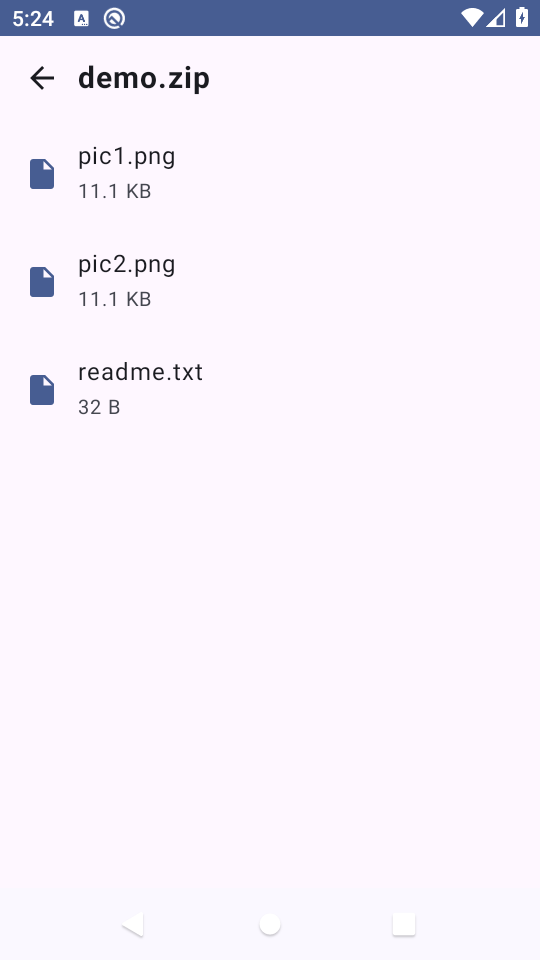 5:24
demo.zip
pic1.png
11.1 KB
pic2.png
11.1 KB
readme.txt
32 B